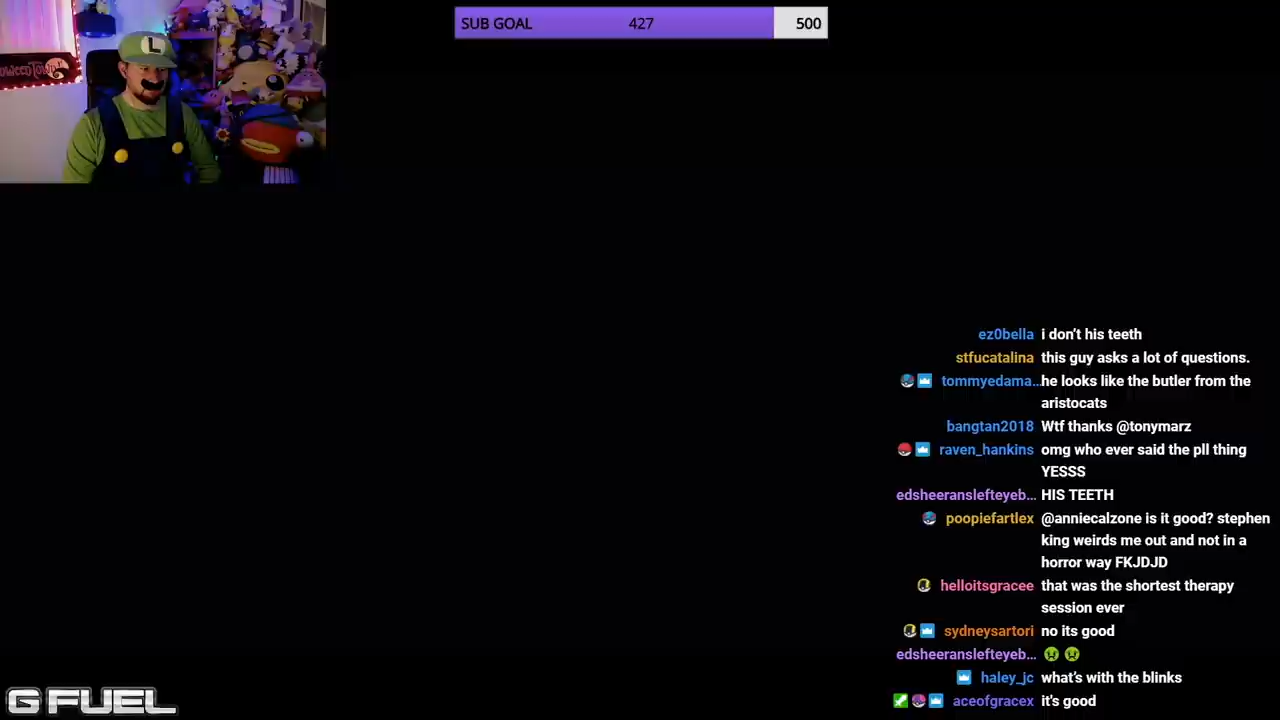 SUB GOAL 427 500
L
ez0bella i don't his teeth
stfucatalina this guy asks a lot of questions.
tommyedama... he looks like the butler from the
aristocats
bangtan2018 Wtf thanks @tonymarz
raven_hankins omg who ever said the pll thing
YESSS
edsheeranslefteyeb... HIS TEETH
poopiefartlex @anniecalzone is it good? stephen
king weirds me out and not in a
horror way FKJDJD
helloitsgracee that was the shortest therapy
session ever
sydneysartori no its good
edsheeranslefteyeb...
haley_jc what's with the blinks
aceofgracex it's good
G FUEL